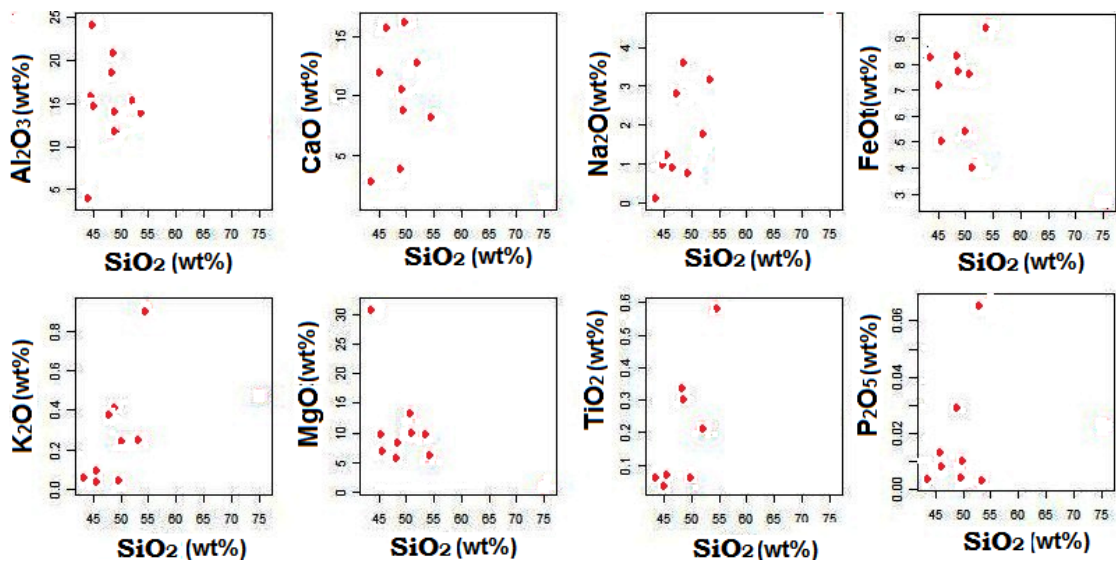 Al₂O₃ (wt%)
25
20
15
10
5
45 50 55 60 65 70 75
SiO₂ (wt%)
CaO (wt%)
15
10
5
45 50 55 60 65 70 75
SiO₂ (wt%)
Na₂O (wt%)
4
3
2
1
0
45 50 55 60 65 70 75
SiO₂ (wt%)
FeOt(wt%)
9
8
7
6
5
4
3
45 50 55 60 65 70 75
SiO₂ (wt%)
K₂O (wt%)
0.8
0.6
0.4
0.2
0.0
45 50 55 60 65 70 75
SiO₂ (wt%)
MgO (wt%)
30
25
20
15
10
5
0
45 50 55 60 65 70 75
SiO₂ (wt%)
TiO₂ (wt%)
0.6
0.5
0.4
0.3
0.2
0.1
45 50 55 60 65 70 75
SiO₂ (wt%)
P₂O₅ (wt%)
0.06
0.04
0.02
0.00
45 50 55 60 65 70 75
SiO₂ (wt%)